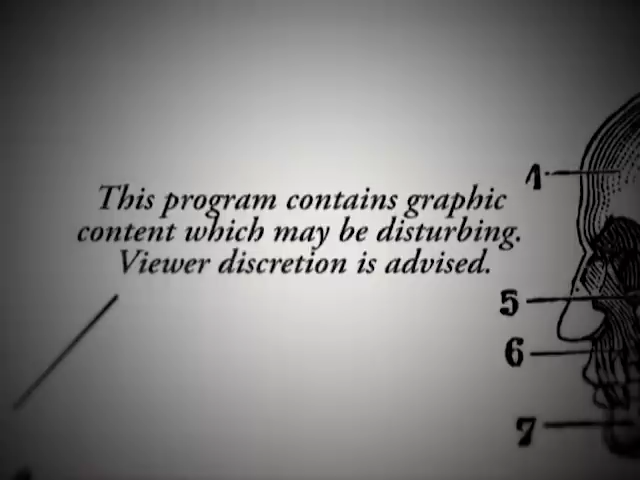 This program contains graphic
content which may be disturbing.
Viewer discretion is advised.
1
5
6
7